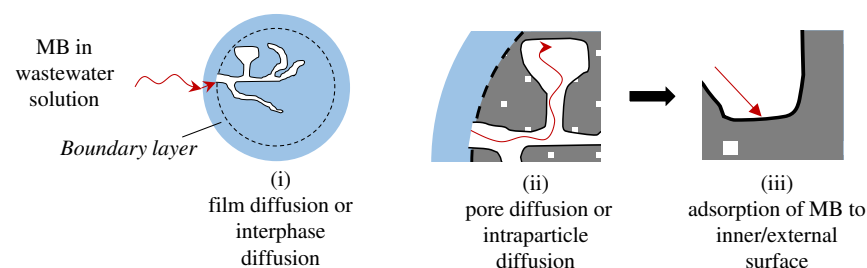 MB in
wastewater
solution
Boundary layer
(i)
film diffusion or
interphase
diffusion
(ii)
pore diffusion or
intraparticle
diffusion
(iii)
adsorption of MB to
inner/external
surface